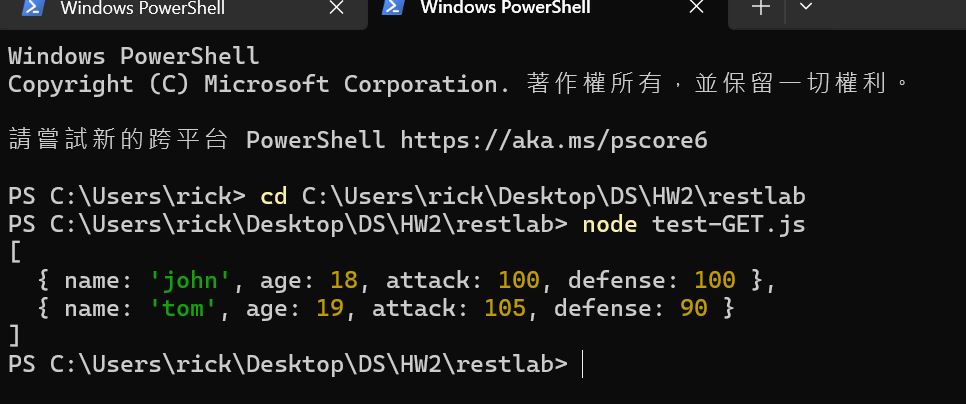 Windows PowerShell
Windows PowerShell
Windows PowerShell
Copyright (C) Microsoft Corporation. 著作權所有，並保留一切權利。
請嘗試新的跨平台 PowerShell https://aka.ms/pscore6
PS C:\Users\rick> cd C:\Users\rick\Desktop\DS\HW2\restlab
PS C:\Users\rick\Desktop\DS\HW2\restlab> node test-GET.js
[
  { name: 'john', age: 18, attack: 100, defense: 100 },
  { name: 'tom', age: 19, attack: 105, defense: 90 }
]
PS C:\Users\rick\Desktop\DS\HW2\restlab>